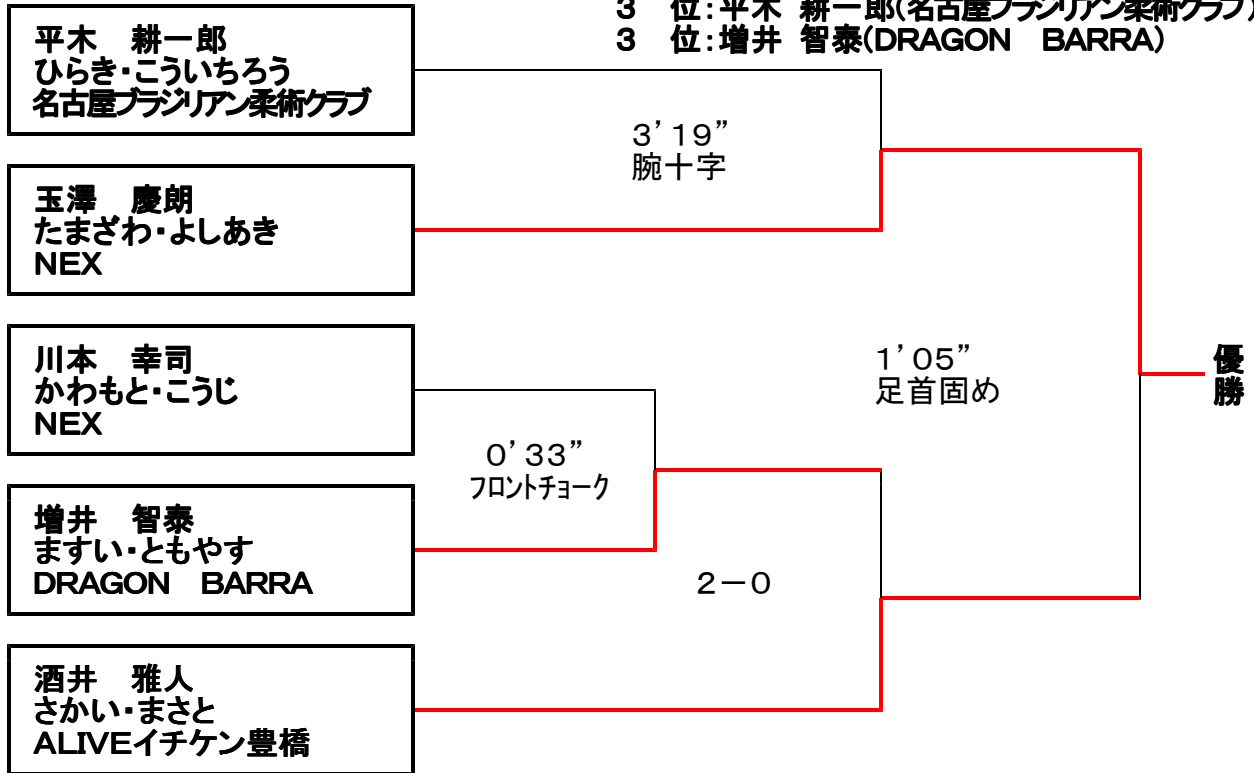 3　位：平木 耕一郎(名古屋ブラジリアン柔術クラブ)
3　位：増井 智泰(DRAGON　BARRA)
平木　耕一郎
ひらき・こういちろう
名古屋ブラジリアン柔術クラブ
3’19”
腕十字
玉澤　慶朗
たまざわ・よしあき
NEX
川本　幸司
かわもと・こうじ
NEX
1’05”
足首固め
優勝
0’33”
フロントチョーク
増井　智泰
ますい・ともやす
DRAGON　BARRA
2－0
酒井　雅人
さかい・まさと
ALIVEイチケン豊橋